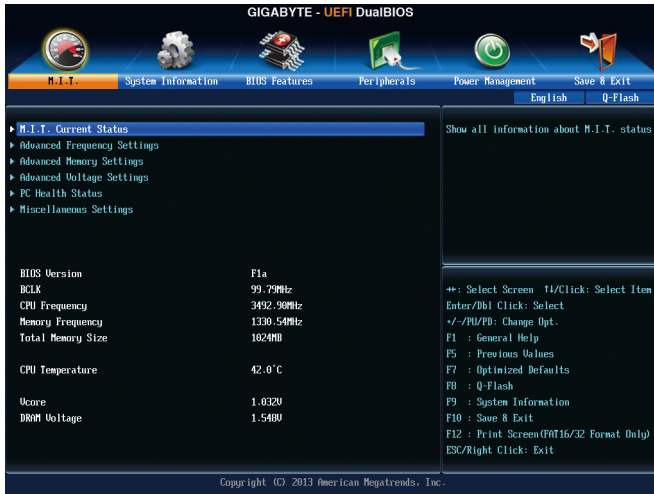 GIGABYTE - UEFI DualBIOS
M.I.T. System Information BIOS Features Peripherals Power Management Save & Exit
English Q-Flash
M.I.T. Current Status
Advanced Frequency Settings
Advanced Memory Settings
Advanced Voltage Settings
PC Health Status
Miscellaneous Settings
Show all information about M.I.T. status
BIOS Version F1a
BCLK 99.79MHz
CPU Frequency 3492.90MHz
Memory Frequency 1330.54MHz
Total Memory Size 1024MB
CPU Temperature 42.0°C
Vcore 1.032V
DRAM Voltage 1.548V
→←: Select Screen ↑↓/Click: Select Item
Enter/Dbl Click: Select
+/-/PU/PD: Change Opt.
F1 : General Help
F5 : Previous Values
F7 : Optimized Defaults
F8 : Q-Flash
F9 : System Information
F10 : Save & Exit
F12 : Print Screen(FAT16/32 Format Only)
ESC/Right Click: Exit
Copyright (C) 2013 American Megatrends, Inc.